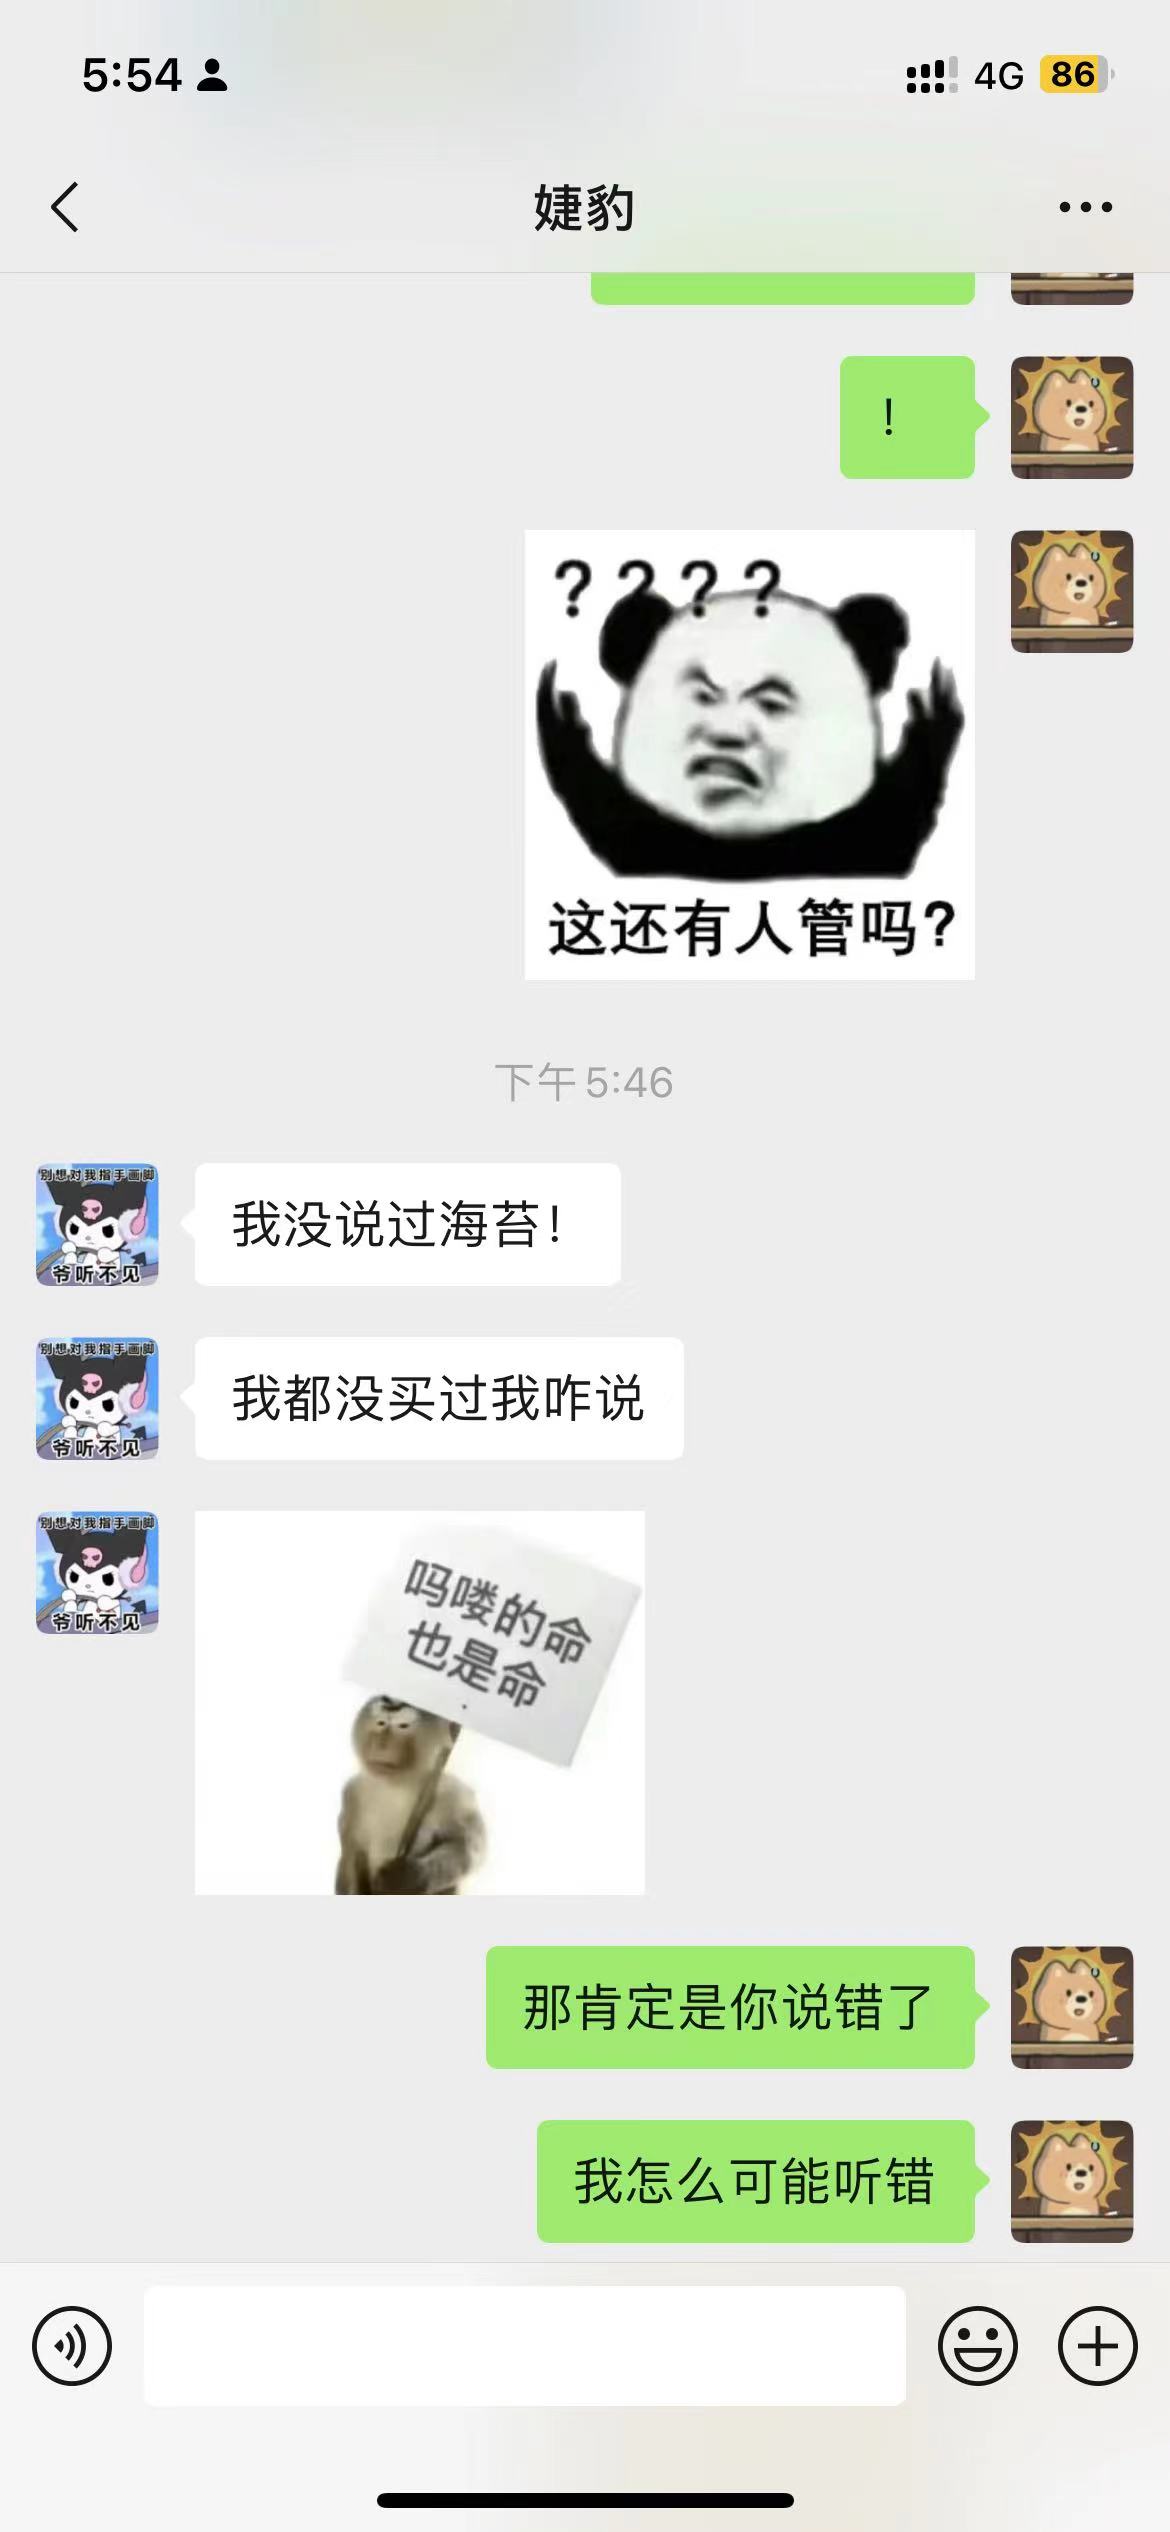 5:54
4G
86
婕豹
！
????
这还有人管吗?
下午 5:46
别想对我指手画脚
爷听不见
我没说过海苔！
别想对我指手画脚
爷听不见
我都没买过我咋说
别想对我指手画脚
爷听不见
吗喽的命
也是命
那肯定是你说错了
我怎么可能听错